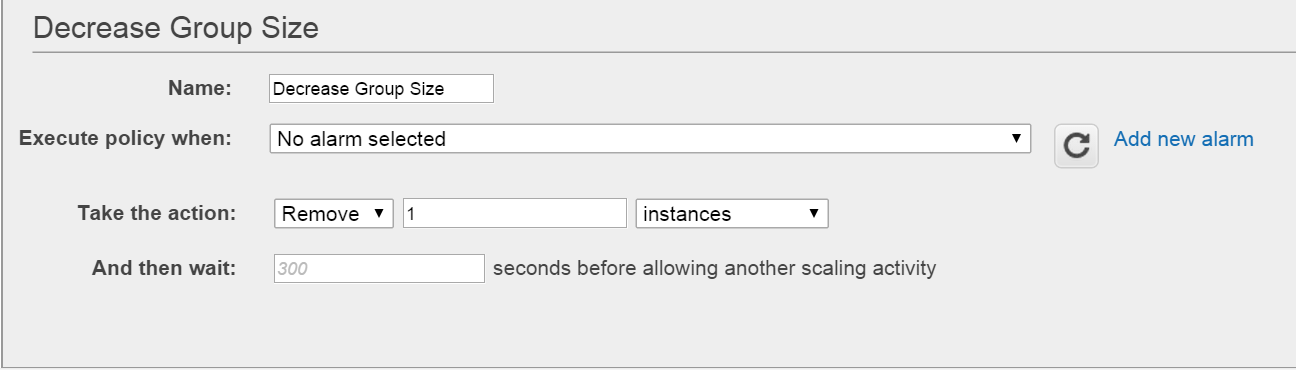 Decrease Group Size
Name: Decrease Group Size
Execute policy when: No alarm selected Add new alarm
Take the action: Remove 1 instances
And then wait: 300 seconds before allowing another scaling activity